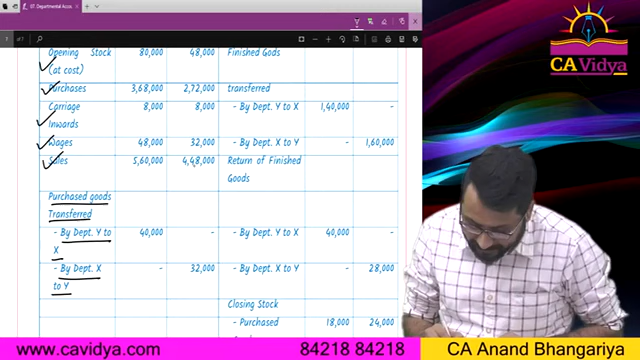 07. Departmental Acco
Opening Stock 80,000 48,000 Finished Gods
(at cost)
Purchases 3,68,000 2,72,000 transferred
Carriage 8,000 8,000 - By Dept. Y to X 1,40,000 -
Inwards
Wages 48,000 32,000 - By Dept. X to Y - 1,60,000
Sales 5,60,000 4,48,000 Return of Finished
Goods
Purchased goods
Transferred
- By Dept. Y to 40,000 - - By Dept. Y to X 40,000 -
X
- By Dept. X - 32,000 - By Dept. X to Y - 28,000
to Y
Closing Stock
- Purchased 18,000 24,000
CA Vidya
www.cavidya.com 84218 84218 CA Anand Bhangariya